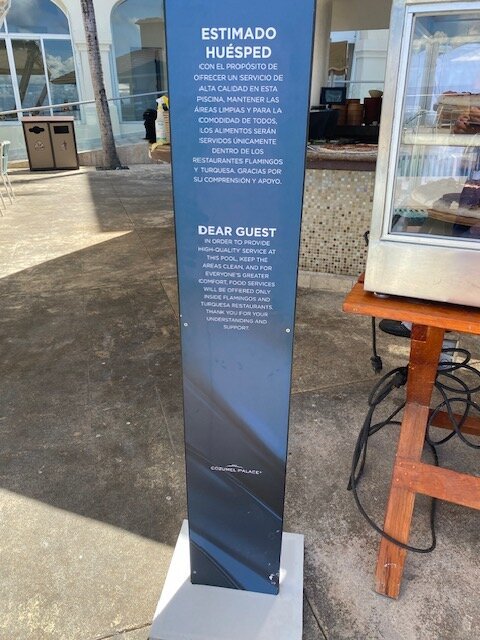 ESTIMADO
HUÉSPED
CON EL PROPÓSITO DE
OFRECER UN SERVICIO DE
ALTA CALIDAD EN ESTA
PISCINA, MANTENER LAS
ÁREAS LIMPIAS Y PARA LA
COMODIDAD DE TODOS,
LOS ALIMENTOS SERÁN
SERVIDOS ÚNICAMENTE
DENTRO DE LOS
RESTAURANTES FLAMINGOS
Y TURQUESA. GRACIAS POR
SU COMPRENSIÓN Y APOYO.
DEAR GUEST
IN ORDER TO PROVIDE
HIGH-QUALITY SERVICE AT
THIS POOL, KEEP THE
AREAS CLEAN, AND FOR
EVERYONE'S GREATER
COMFORT, FOOD SERVICES
WILL BE OFFERED ONLY
INSIDE FLAMINGOS AND
TURQUESA RESTAURANTS.
THANK YOU FOR YOUR
UNDERSTANDING AND
SUPPORT.
COZUMEL PALACE®